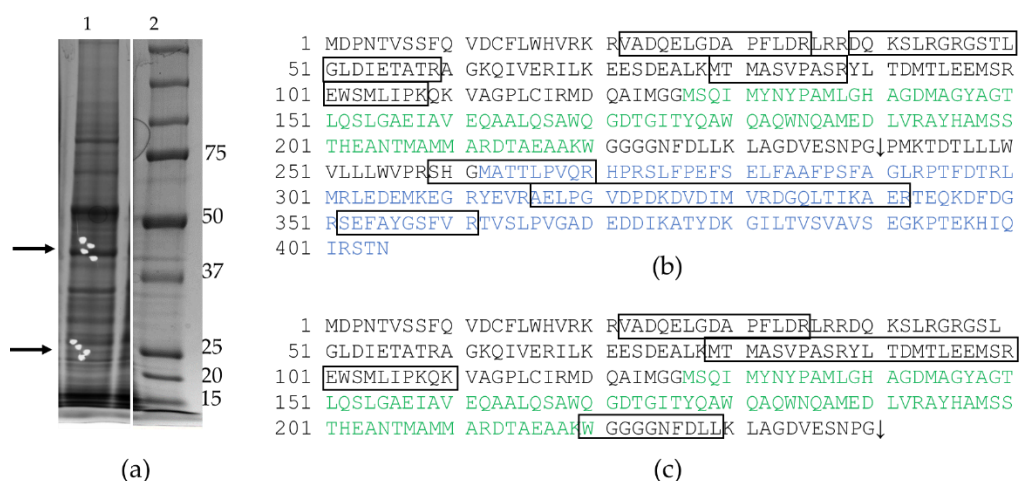 1 2
75
50
37
25
20
15
(a)
1 MDPNTVSSFQ VDCFLWHVRK RVADQELGDA PFLDRLRRDQ KSLRGRGSTL
51 GLDIETATRA GKQIVERILK EESDEALKMT MASVPASRYL TDMTLEEMSR
101 EWSMLIPKQK VAGPLCIRMD QAIMGGMSQI MYNYPAMLGH AGDMAGYAGT
151 LQSLGAEIAV EQAALQSAWQ GDTGITYQAW QAQWNQAMED LVRAYHAMSS
201 THEANTMAMM ARDTAEAAKW GGGGNFDLLK LAGDVESNPG↓PMKTDTLLLW
251 VLLLWVPRSH GMATTLPVQR HPRSLFPEFS ELFAAFPSFA GLRPTFDTRL
301 MRLEDEMKEG RYEVRAELPG VDPDKDVDIM VRDGQLTIKA ERTEQKDFDG
351 RSEFAYGSFV RTVSLPVGAD EDDIKATYDK GILTVSVAVS EGKPTEKHIQ
401 IRSTN
(b)
1 MDPNTVSSFQ VDCFLWHVRK RVADQELGDA PFLDRLRRDQ KSLRGRGSL
51 GLDIETATRA GKQIVERILK EESDEALKMT MASVPASRYL TDMTLEEMSR
101 EWSMLIPKQK VAGPLCIRMD QAIMGGMSQI MYNYPAMLGH AGDMAGYAGT
151 LQSLGAEIAV EQAALQSAWQ GDTGITYQAW QAQWNQAMED LVRAYHAMSS
201 THEANTMAMM ARDTAEAAKW GGGGNFDLLK LAGDVESNPG↓
(c)